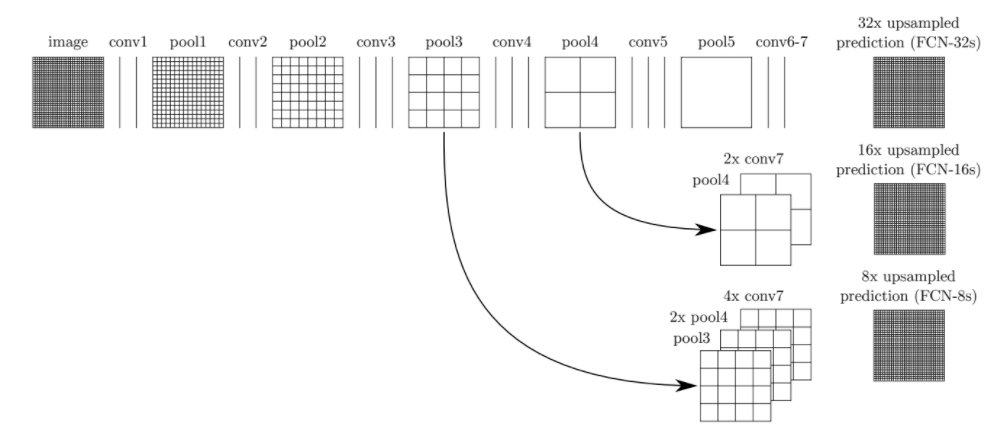 image conv1 pool1 conv2 pool2 conv3 pool3 conv4 pool4 conv5 pool5 conv6-7
32x upsampled
prediction (FCN-32s)
16x upsampled
prediction (FCN-16s)
2x conv7
pool4
8x upsampled
prediction (FCN-8s)
4x conv7
2x pool4
pool3